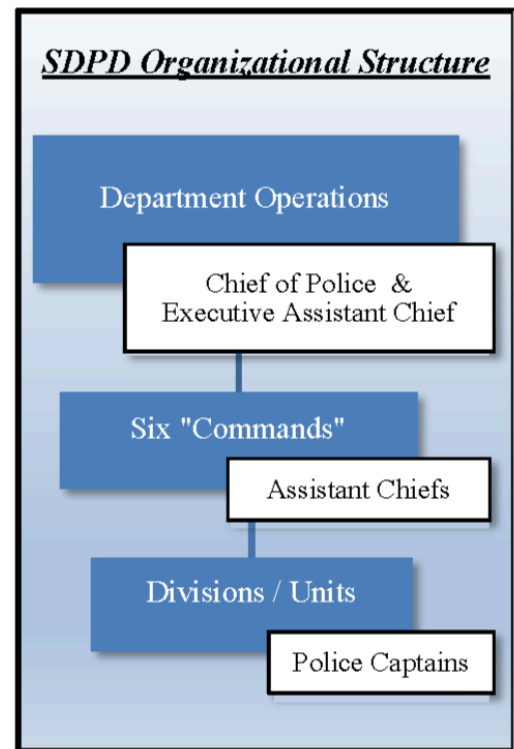 SDPD Organizational Structure
Department Operations
Chief of Police &
Executive Assistant Chief
Six "Commands"
Assistant Chiefs
Divisions / Units
Police Captains